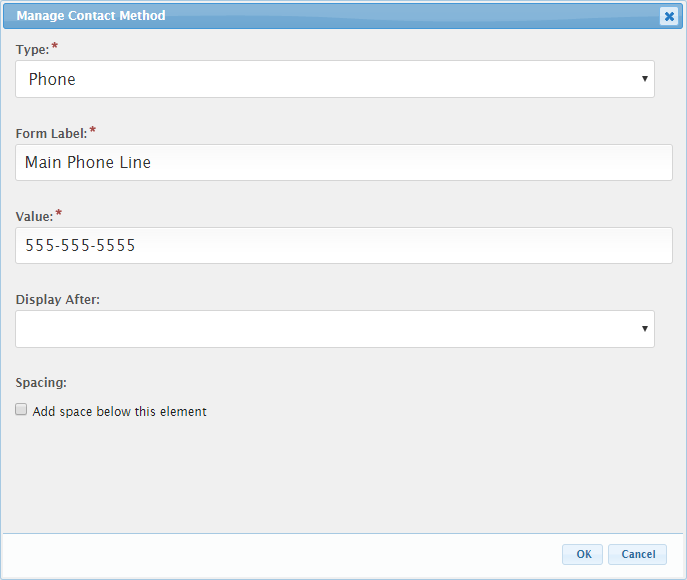 Manage Contact Method
Type:*
Phone
Form Label:*
Main Phone Line
Value:*
555-555-5555
Display After:
Spacing:
Add space below this element
OK Cancel